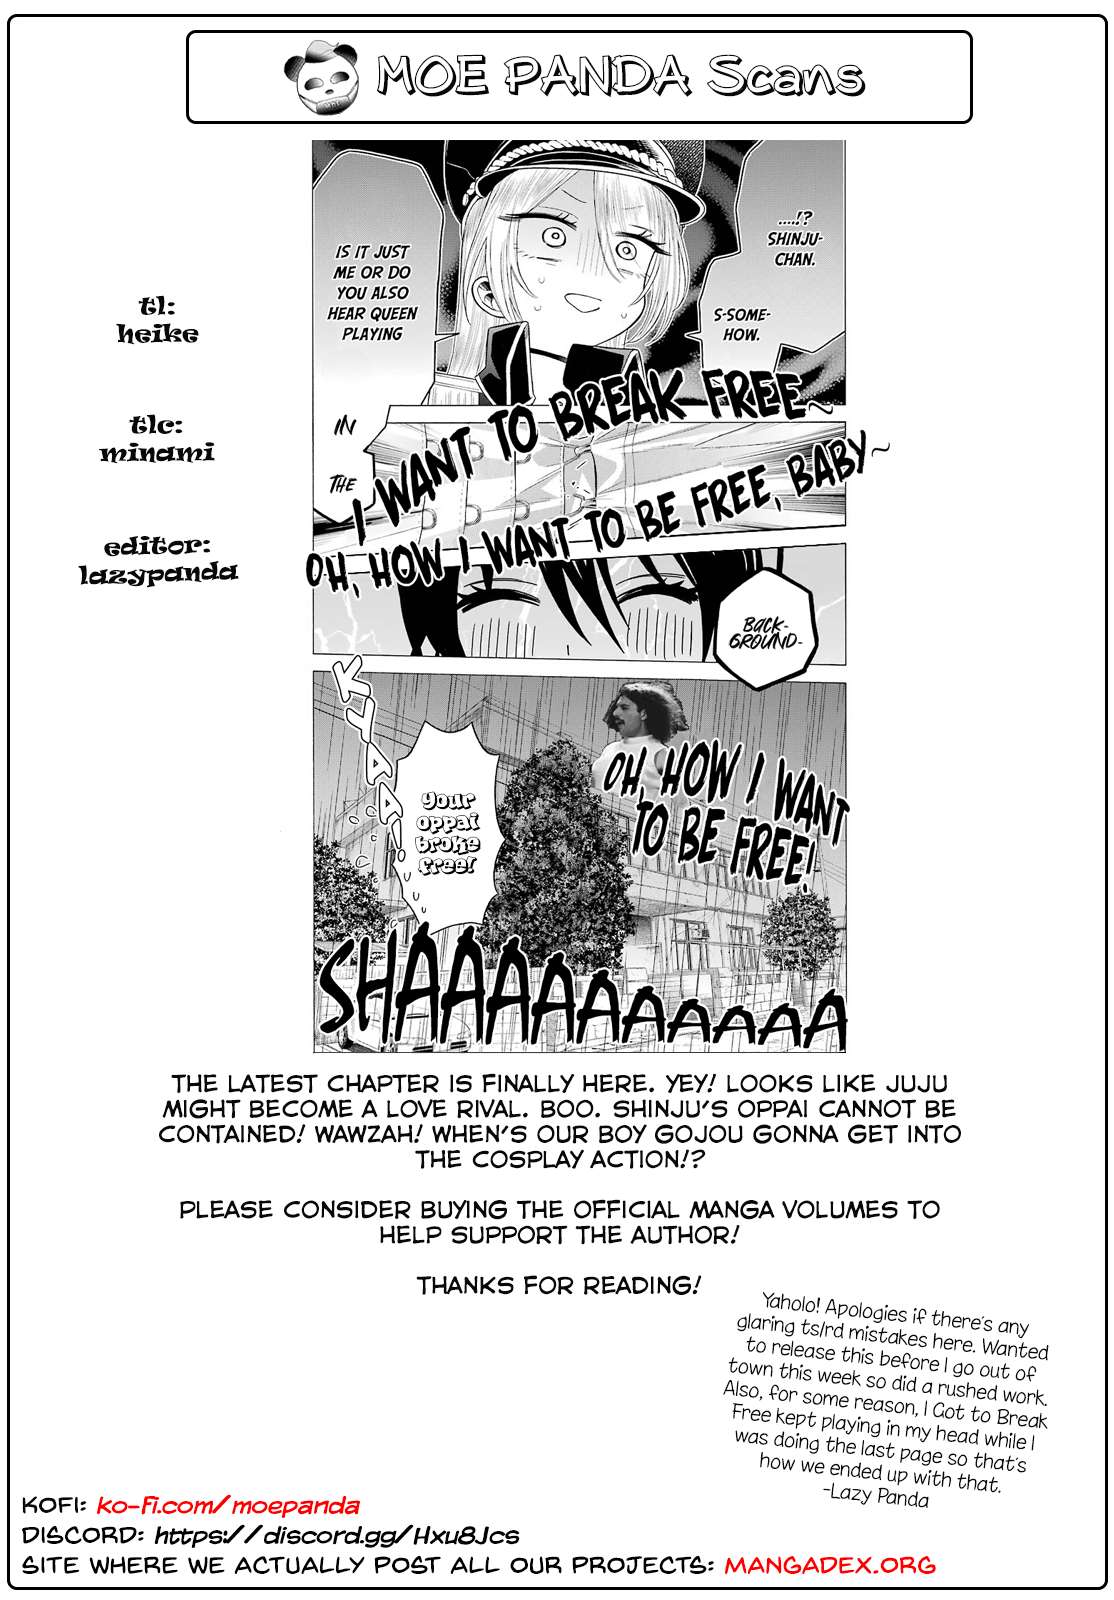 MOE PANDA Scans
....!?
SHINJU-
CHAN.
IS IT JUST
ME OR DO
YOU ALSO
HEAR QUEEN
PLAYING
S-SOME-
HOW.
tl:
heike
tlc:
minami
editor:
lazypanda
IN
THE
I WANT TO BREAK FREE~
OH, HOW I WANT TO BE FREE, BABY~
BACK-
GROUND-
KYAA!
Your
oppai
broke
free!
OH, HOW I WANT
TO BE FREE!
SHAAAAAAAAAA
THE LATEST CHAPTER IS FINALLY HERE. YEY! LOOKS LIKE JUJU
MIGHT BECOME A LOVE RIVAL. BOO. SHINJU'S OPPAI CANNOT BE
CONTAINED! WAWZAH! WHEN'S OUR BOY GOJOU GONNA GET INTO
THE COSPLAY ACTION!?
PLEASE CONSIDER BUYING THE OFFICIAL MANGA VOLUMES TO
HELP SUPPORT THE AUTHOR!
THANKS FOR READING!
Yaholo! Apologies if there's any
glaring ts/rd mistakes here. Wanted
to release this before I go out of
town this week so did a rushed work.
Also, for some reason, I Got to Break
Free kept playing in my head while I
was doing the last page so that's
how we ended up with that.
-Lazy Panda
KOFI: ko-fi.com/moepanda
DISCORD: https://discord.gg/Hxu8Jcs
SITE WHERE WE ACTUALLY POST ALL OUR PROJECTS: MANGADEX.ORG